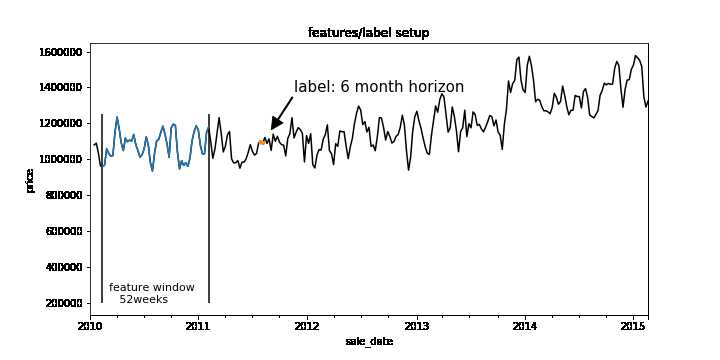 features/label setup
1600000
label: 6 month horizon
1400000
1200000
1000000
price
800000
600000
400000
feature window
52weeks
200000
2010 2011 2012 2013 2014 2015
sale_date